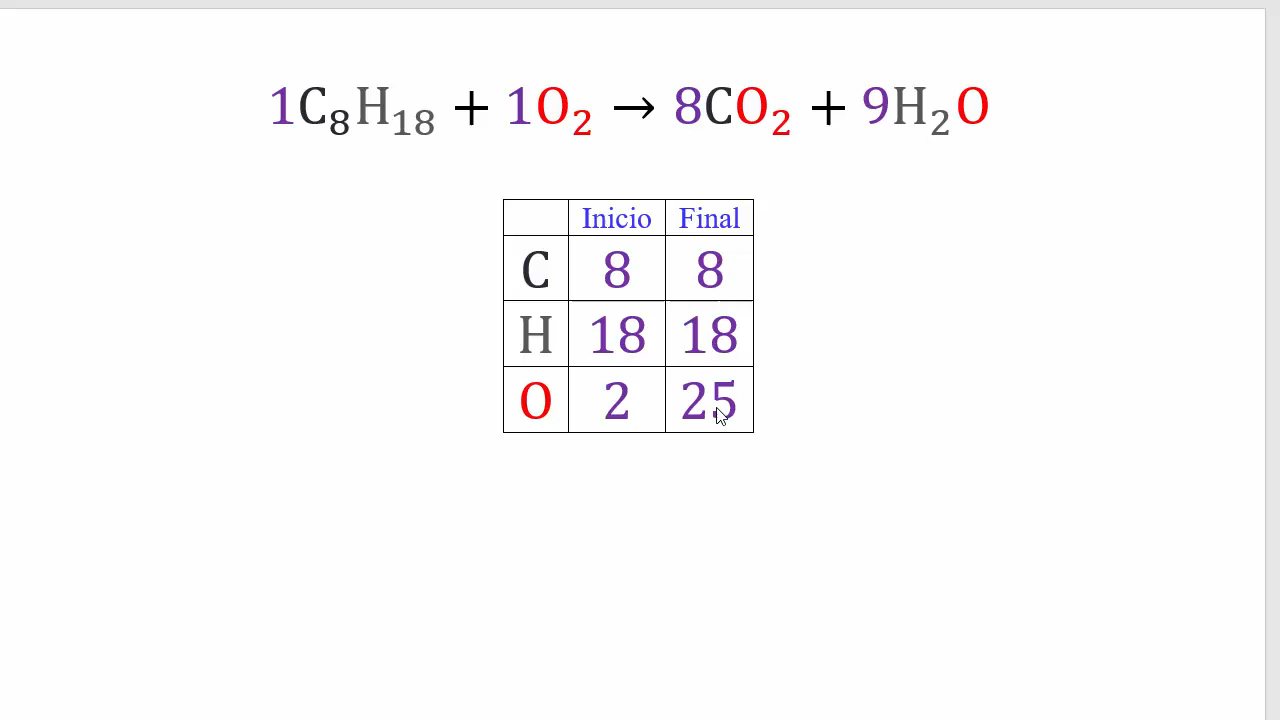 1C₈H₁₈ + 1O₂ → 8CO₂ + 9H₂O
Inicio Final
C 8 8
H 18 18
O 2 25